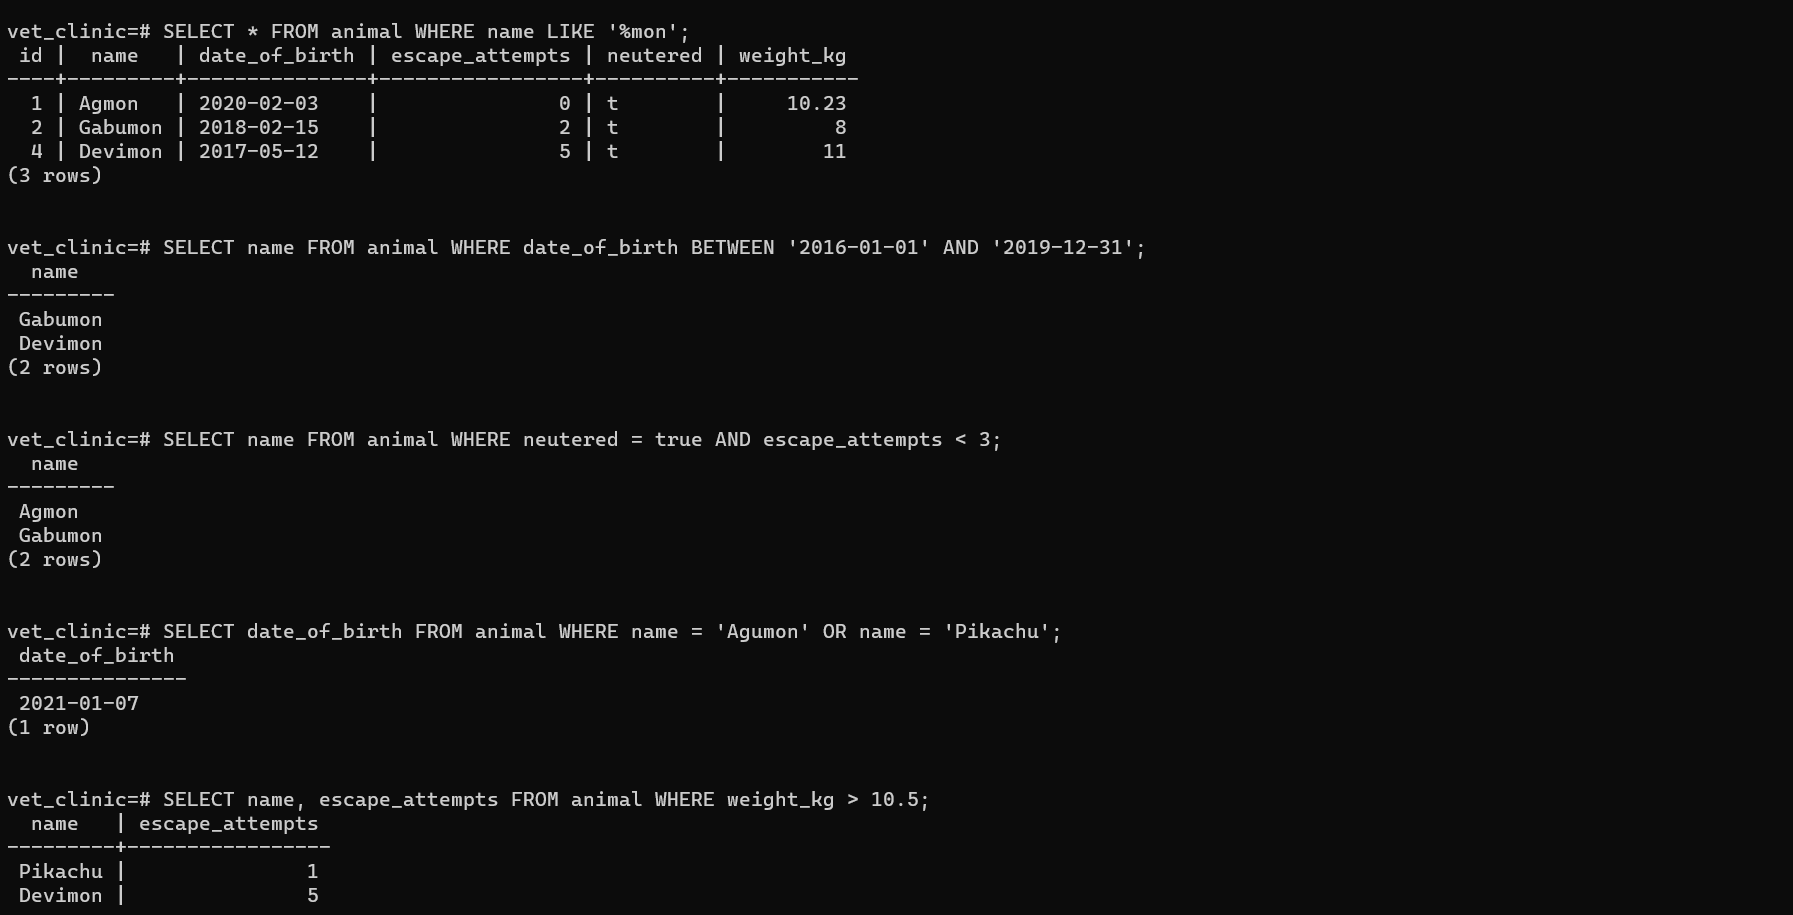 vet_clinic=# SELECT * FROM animal WHERE name LIKE '%mon';
 id |  name   | date_of_birth | escape_attempts | neutered | weight_kg
----+---------+---------------+-----------------+----------+-----------
  1 | Agmon   | 2020-02-03    |               0 | t        |     10.23
  2 | Gabumon | 2018-02-15    |               2 | t        |         8
  4 | Devimon | 2017-05-12    |               5 | t        |        11
(3 rows)
vet_clinic=# SELECT name FROM animal WHERE date_of_birth BETWEEN '2016-01-01' AND '2019-12-31';
  name
---------
 Gabumon
 Devimon
(2 rows)
vet_clinic=# SELECT name FROM animal WHERE neutered = true AND escape_attempts < 3;
  name
---------
 Agmon
 Gabumon
(2 rows)
vet_clinic=# SELECT date_of_birth FROM animal WHERE name = 'Agumon' OR name = 'Pikachu';
 date_of_birth
---------------
 2021-01-07
(1 row)
vet_clinic=# SELECT name, escape_attempts FROM animal WHERE weight_kg > 10.5;
  name   | escape_attempts
---------+-----------------
 Pikachu |               1
 Devimon |               5